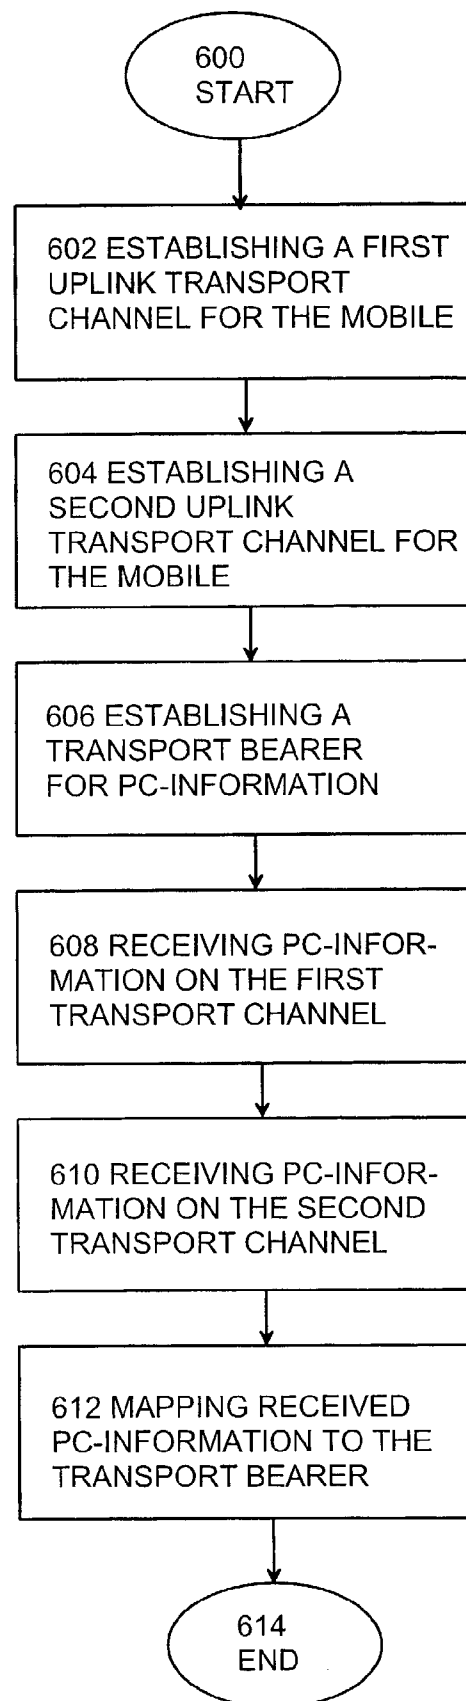 600
START
602 ESTABLISHING A FIRST
UPLINK TRANSPORT
CHANNEL FOR THE MOBILE
604 ESTABLISHING A
SECOND UPLINK
TRANSPORT CHANNEL FOR
THE MOBILE
606 ESTABLISHING A
TRANSPORT BEARER
FOR PC-INFORMATION
608 RECEIVING PC-INFOR-
MATION ON THE FIRST
TRANSPORT CHANNEL
610 RECEIVING PC-INFOR-
MATION ON THE SECOND
TRANSPORT CHANNEL
612 MAPPING RECEIVED
PC-INFORMATION TO THE
TRANSPORT BEARER
614
END